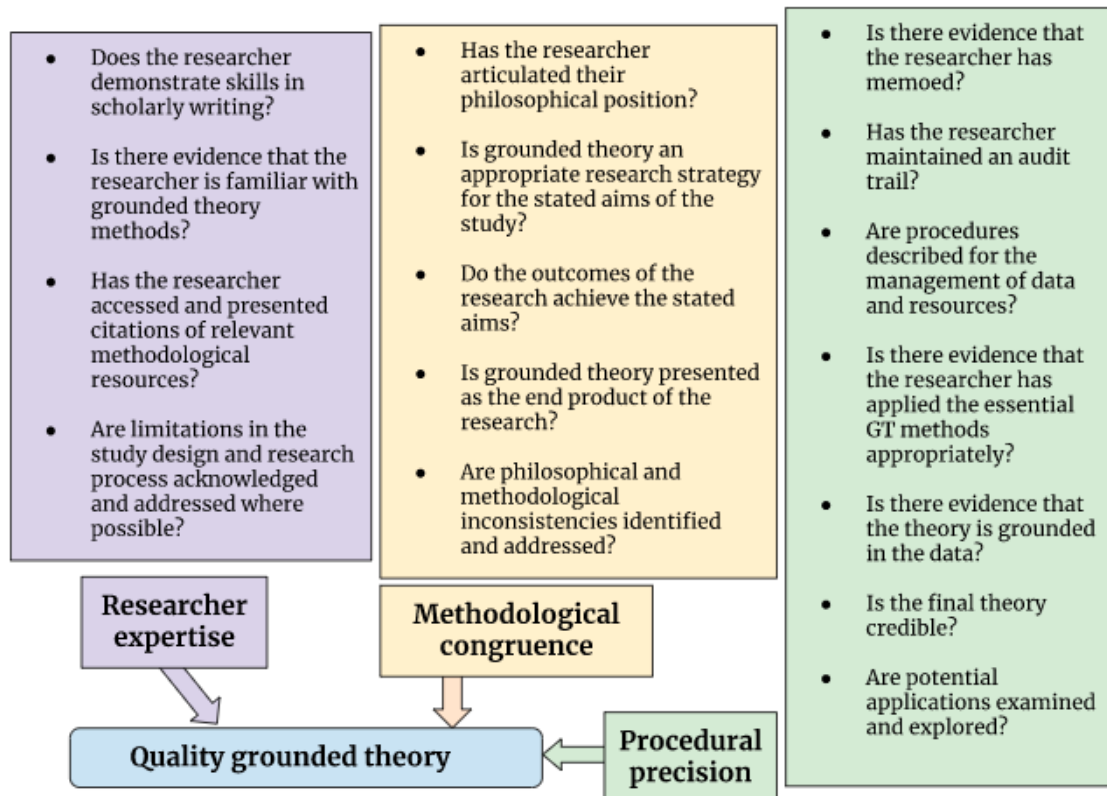 ● Does the researcher
demonstrate skills in
scholarly writing?
● Is there evidence that the
researcher is familiar with
grounded theory
methods?
● Has the researcher
accessed and presented
citations of relevant
methodological
resources?
● Are limitations in the
study design and research
process acknowledged
and addressed where
possible?
Researcher
expertise
● Has the researcher
articulated their
philosophical position?
● Is grounded theory an
appropriate research strategy
for the stated aims of the
study?
● Do the outcomes of the
research achieve the stated
aims?
● Is grounded theory presented
as the end product of the
research?
● Are philosophical and
methodological
inconsistencies identified
and addressed?
Methodological
congruence
● Is there evidence that
the researcher has
memoed?
● Has the researcher
maintained an audit
trail?
● Are procedures
described for the
management of data
and resources?
● Is there evidence that
the researcher has
applied the essential
GT methods
appropriately?
● Is there evidence that
the theory is grounded
in the data?
● Is the final theory
credible?
● Are potential
applications examined
and explored?
Procedural
precision
Quality grounded theory